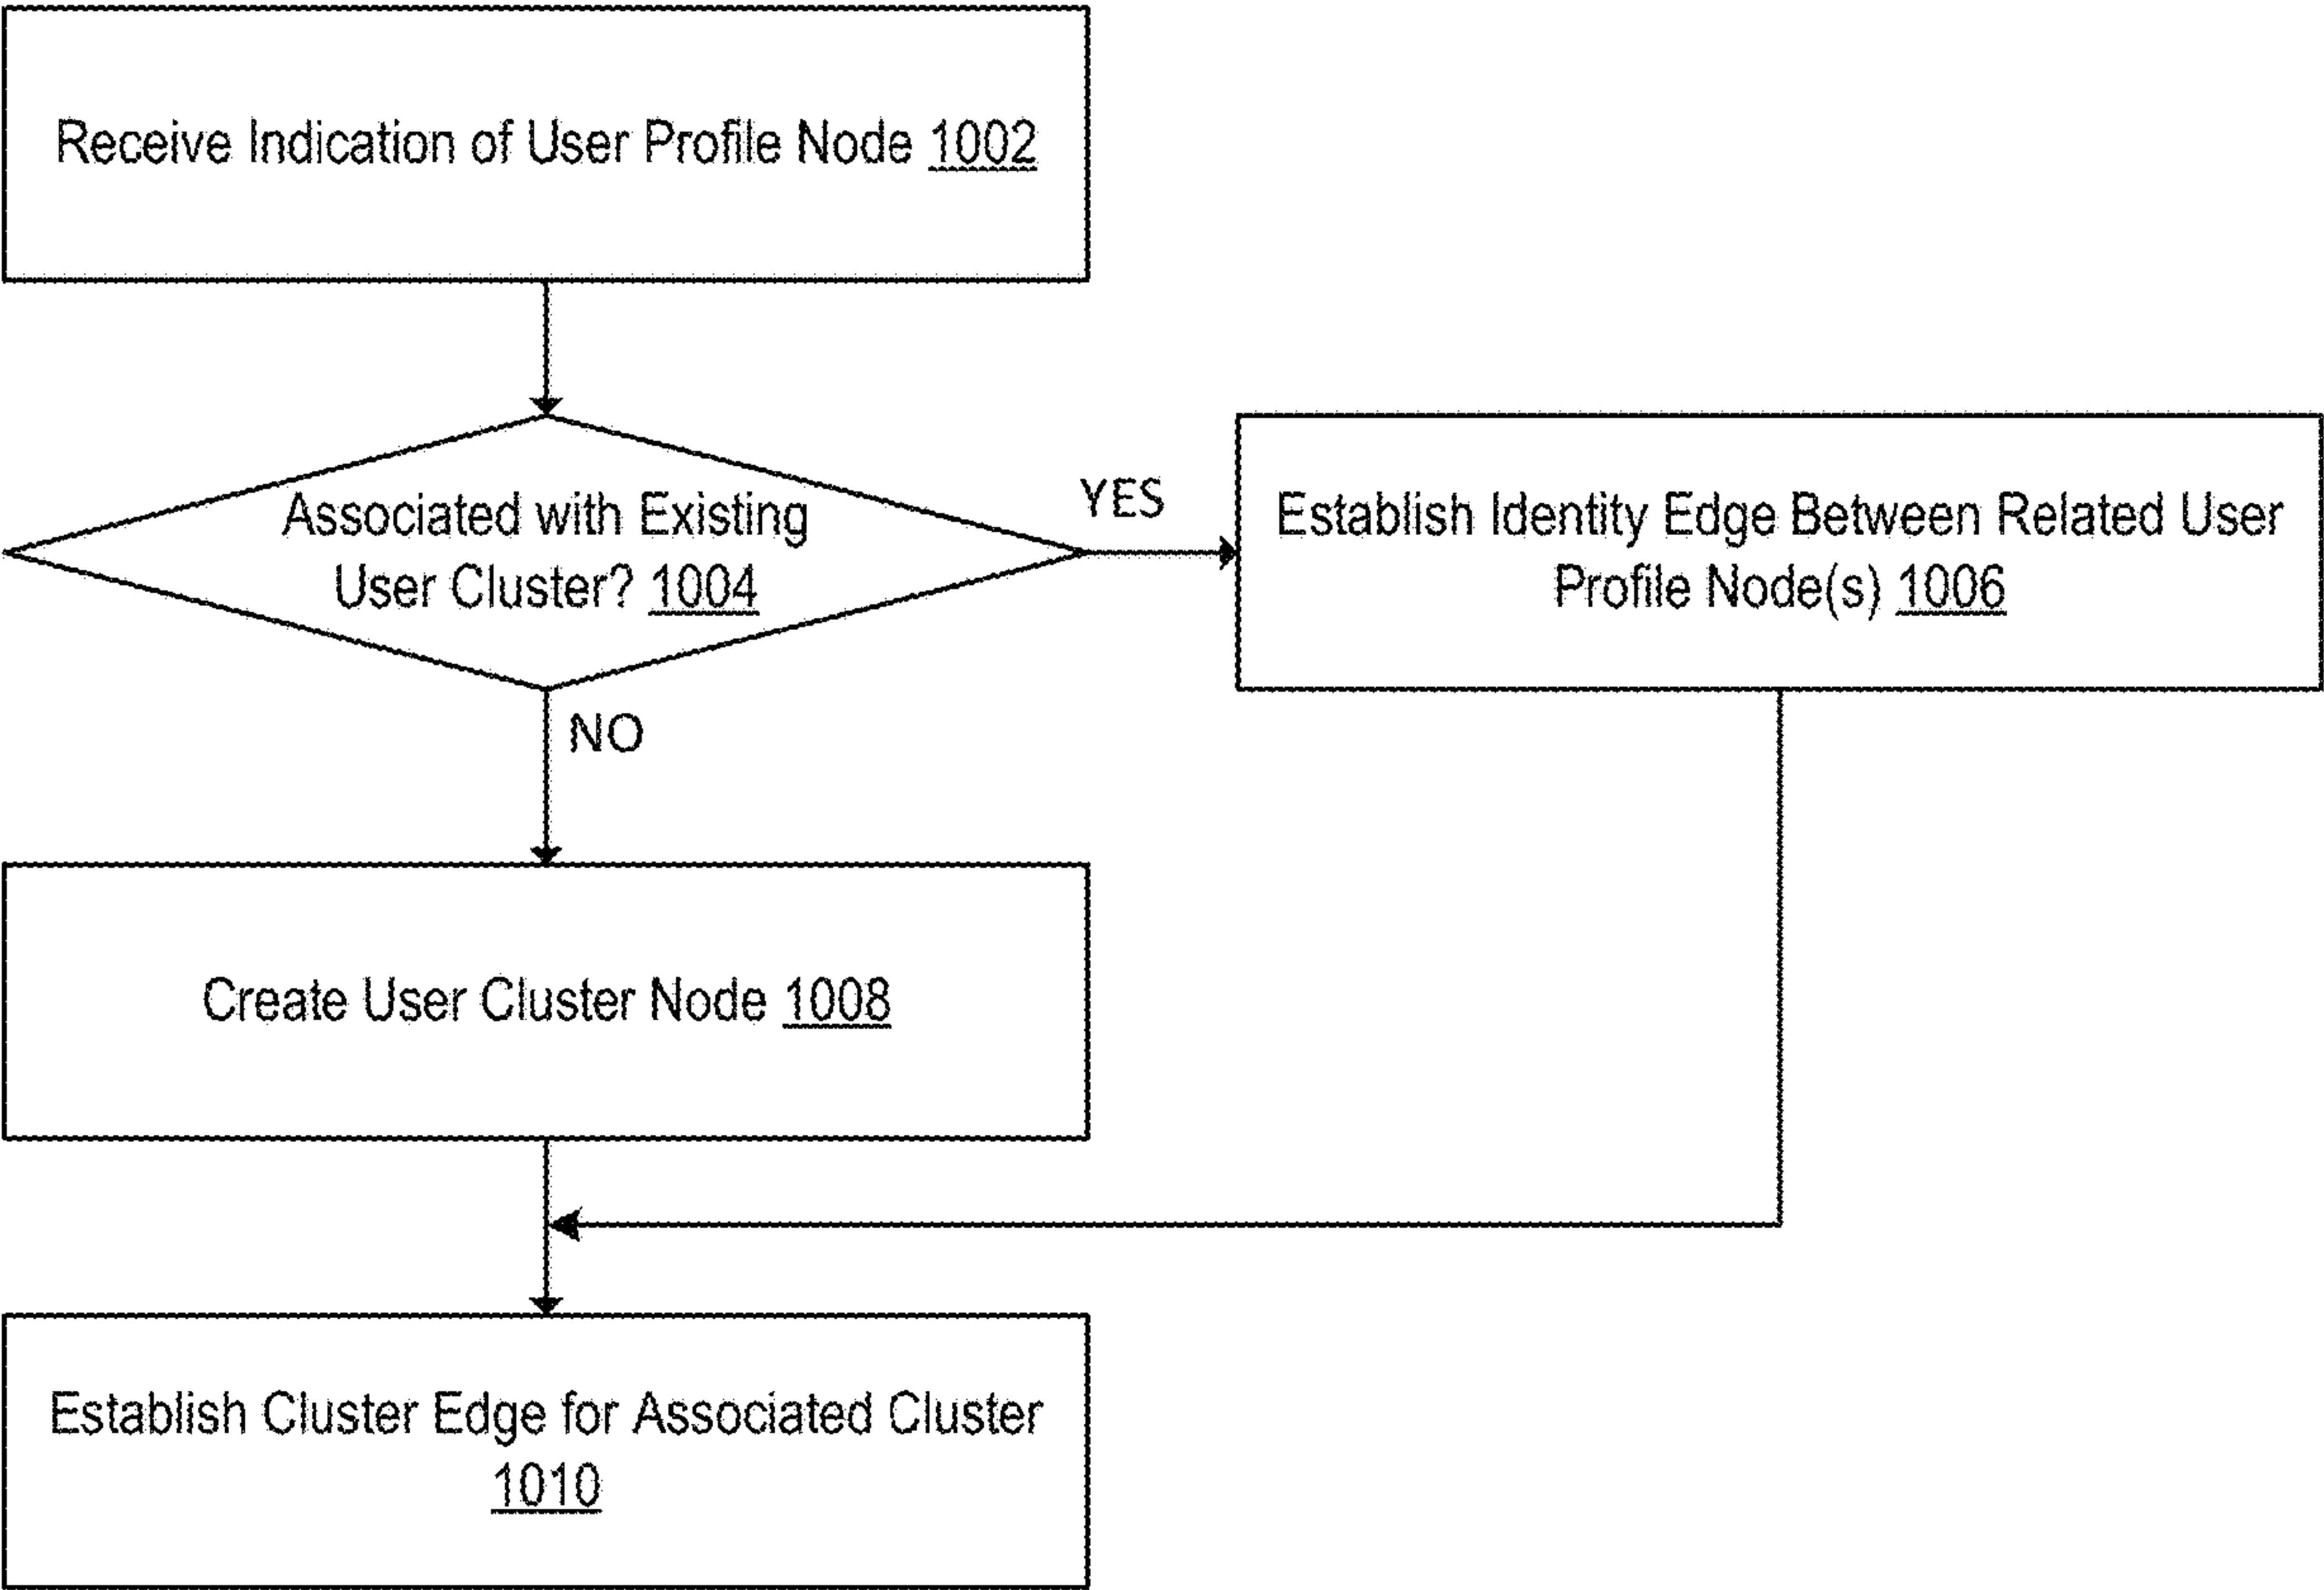 Receive Indication of User Profile Node 1002
Associated with Existing
User Cluster? 1004
YES
Establish Identity Edge Between Related User
Profile Node(s) 1006
NO
Create User Cluster Node 1008
Establish Cluster Edge for Associated Cluster
1010